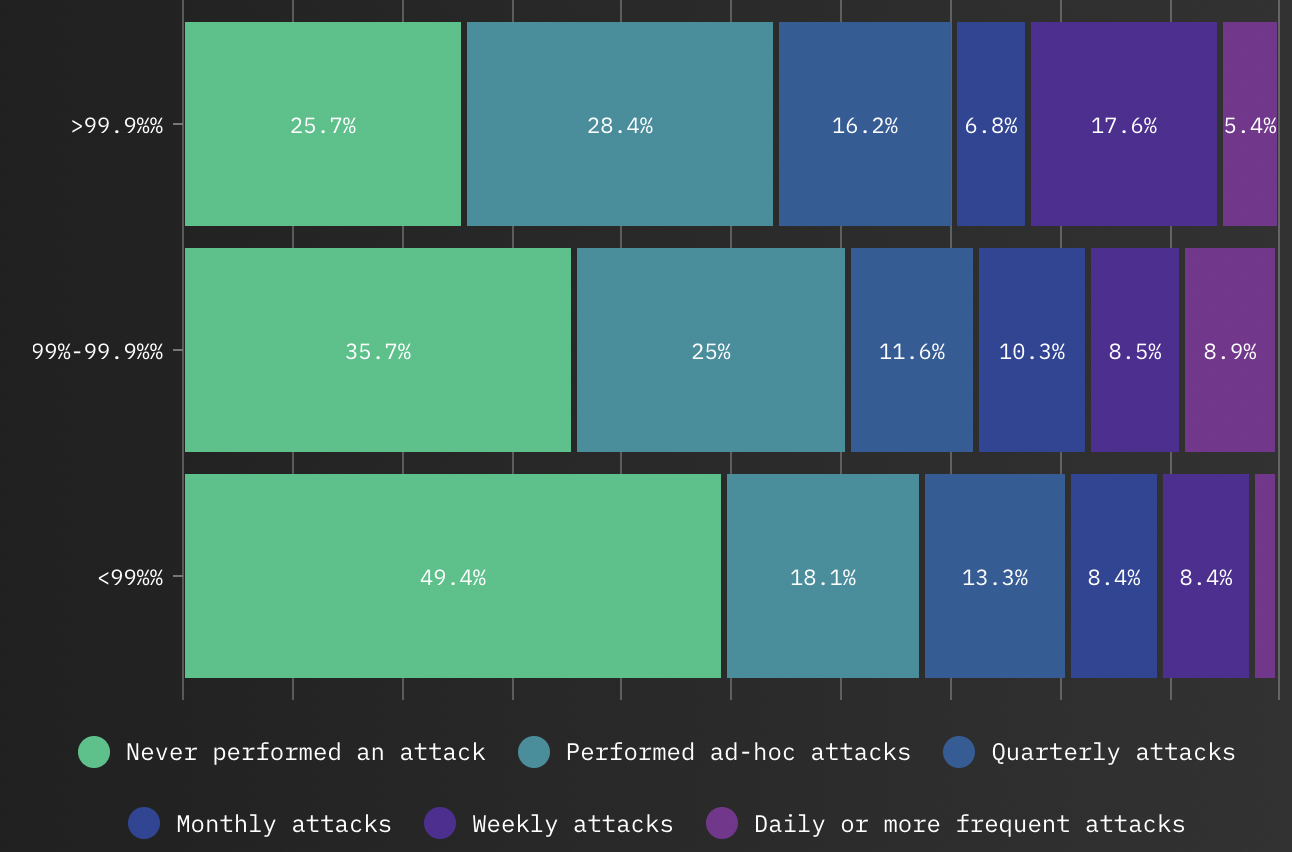 >99.9%% 25.7% 28.4% 16.2% 6.8% 17.6% 5.4%
99%-99.9%% 35.7% 25% 11.6% 10.3% 8.5% 8.9%
<99%% 49.4% 18.1% 13.3% 8.4% 8.4%
Never performed an attack Performed ad-hoc attacks Quarterly attacks
Monthly attacks Weekly attacks Daily or more frequent attacks